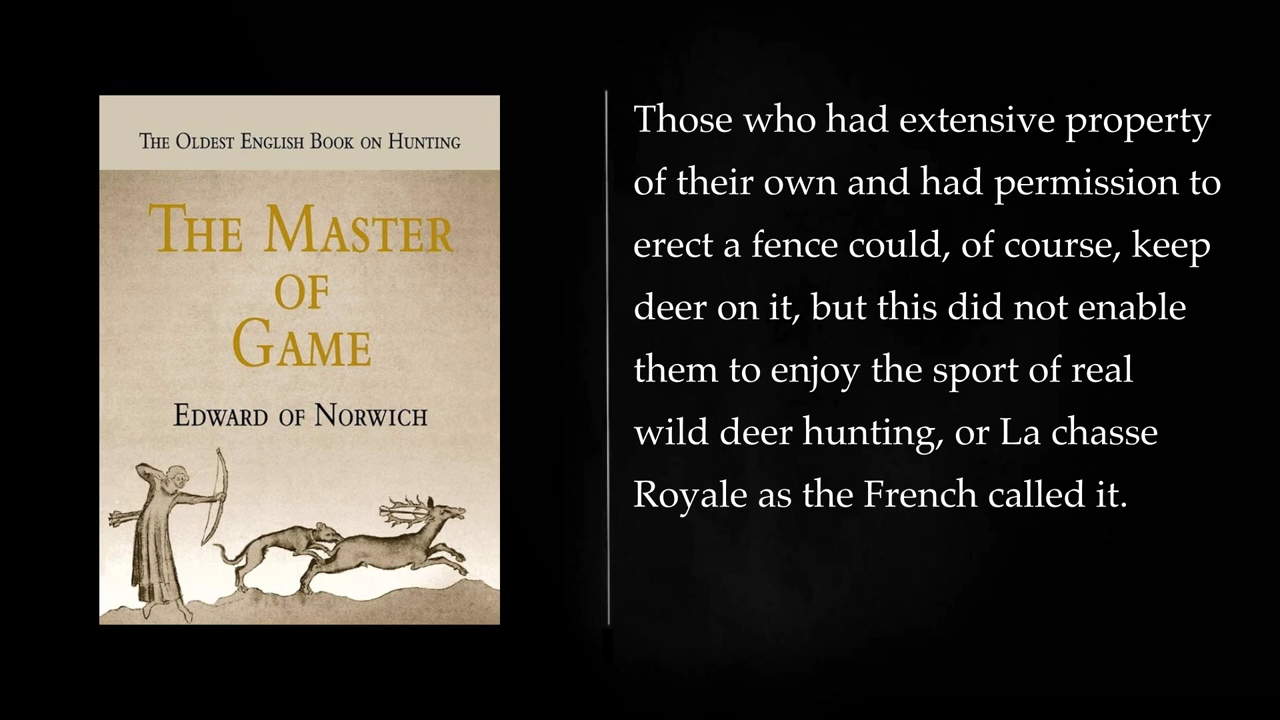 The Oldest English Book on Hunting
The Master
of
Game
Edward of Norwich
Those who had extensive property
of their own and had permission to
erect a fence could, of course, keep
deer on it, but this did not enable
them to enjoy the sport of real
wild deer hunting, or La chasse
Royale as the French called it.